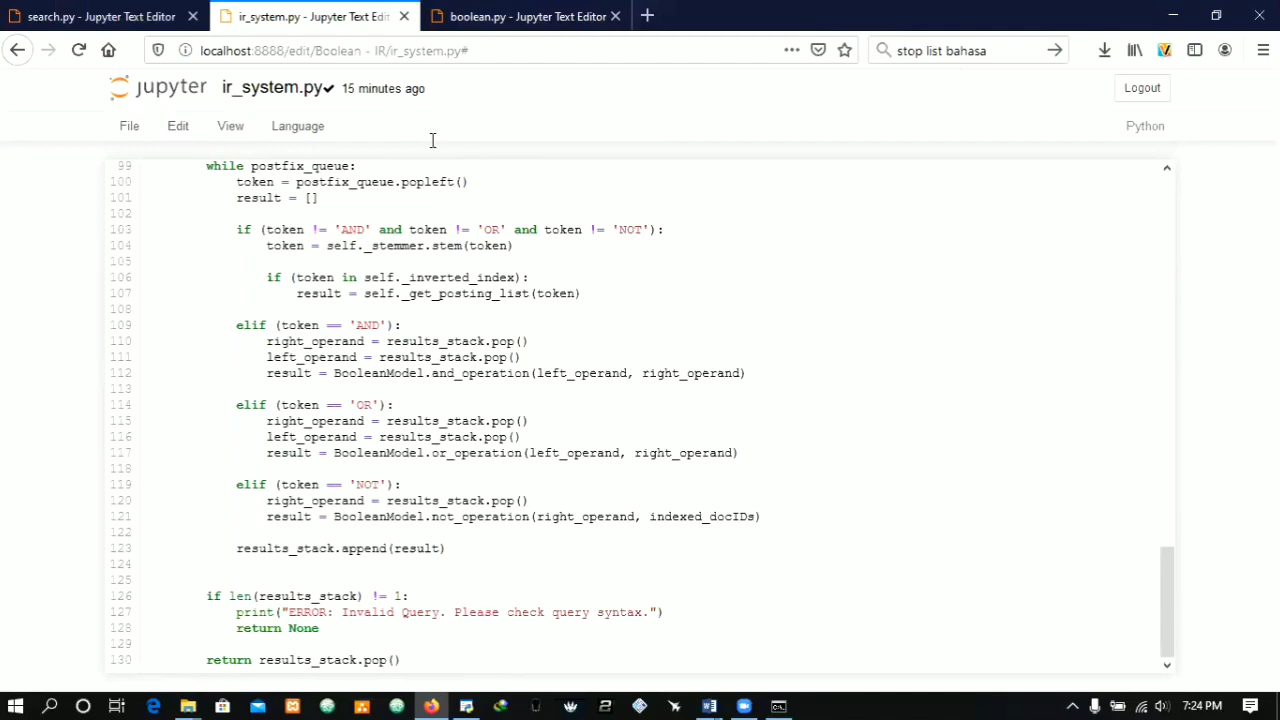 search.py - Jupyter Text Editor
ir_system.py - Jupyter Text Edit
boolean.py - Jupyter Text Editor
localhost:8888/edit/Boolean - IR/ir_system.py#
stop list bahasa
jupyter ir_system.py✔ 15 minutes ago
Logout
File Edit View Language
Python
99 while postfix_queue:
100 token = postfix_queue.popleft()
101 result = []
102
103 if (token != 'AND' and token != 'OR' and token != 'NOT'):
104 token = self._stemmer.stem(token)
105
106 if (token in self._inverted_index):
107 result = self._get_posting_list(token)
108
109 elif (token == 'AND'):
110 right_operand = results_stack.pop()
111 left_operand = results_stack.pop()
112 result = BooleanModel.and_operation(left_operand, right_operand)
113
114 elif (token == 'OR'):
115 right_operand = results_stack.pop()
116 left_operand = results_stack.pop()
117 result = BooleanModel.or_operation(left_operand, right_operand)
118
119 elif (token == 'NOT'):
120 right_operand = results_stack.pop()
121 result = BooleanModel.not_operation(right_operand, indexed_docIDs)
122
123 results_stack.append(result)
124
125
126 if len(results_stack) != 1:
127 print("ERROR: Invalid Query. Please check query syntax.")
128 return None
129
130 return results_stack.pop()
7:24 PM